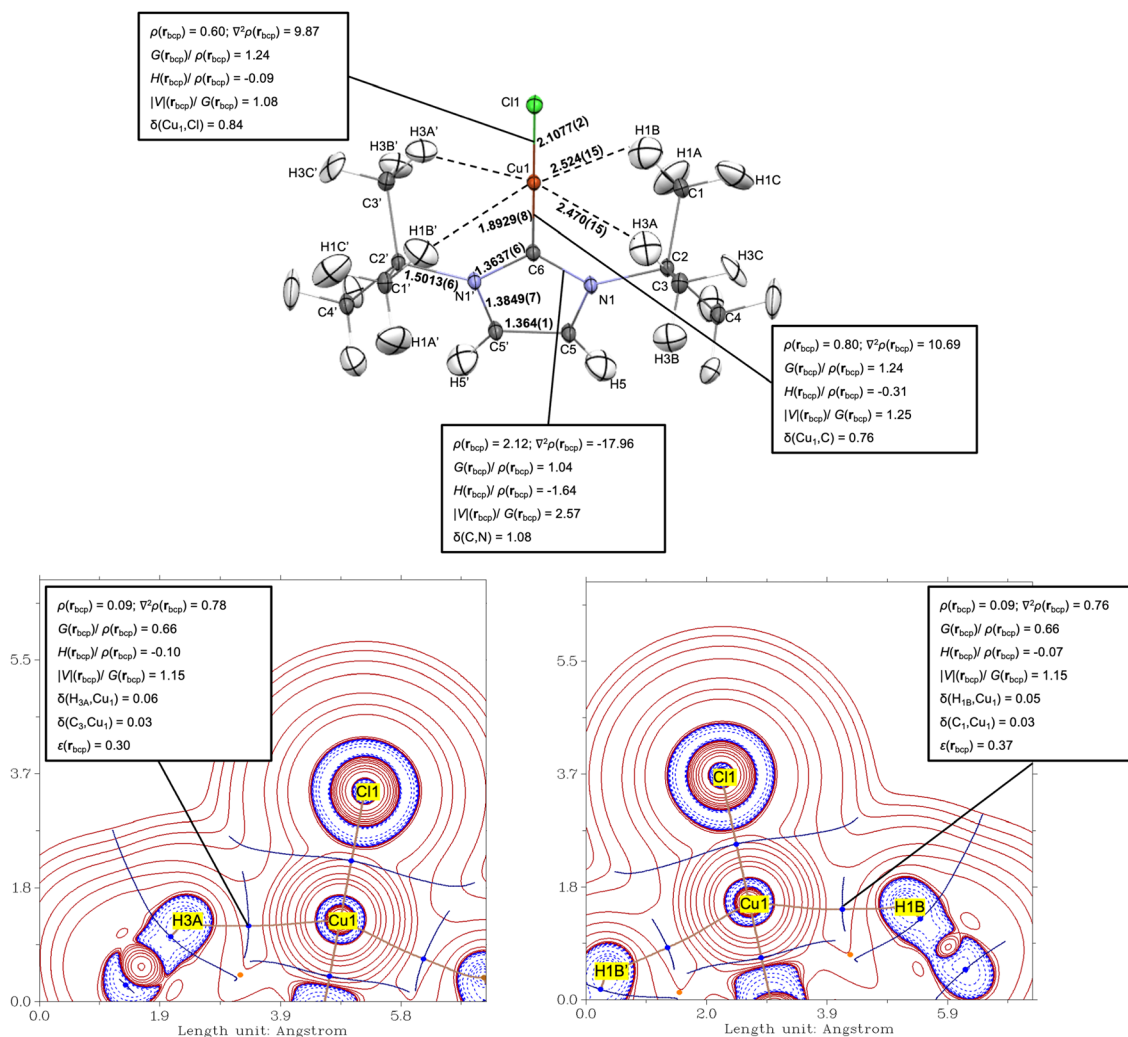 ρ(r_bcp) = 0.60; ∇²ρ(r_bcp) = 9.87
G(r_bcp)/ ρ(r_bcp) = 1.24
H(r_bcp)/ ρ(r_bcp) = -0.09
|V|(r_bcp)/ G(r_bcp) = 1.08
δ(Cu₁,Cl) = 0.84
Cl1
2.1077(2)
H3A'
H3B'
H3C'
C3'
Cu1
2.524(15)
H1B
H1A
H1C
C1
1.8929(8)
2.470(15)
H3A
H1B'
H1C'
C2'
C1'
C4'
1.5013(6)
1.3637(6)
C6
N1'
N1
C2
C3
H3C
C4
1.3849(7)
1.364(1)
H1A'
C5'
C5
H3B
H5'
H5
ρ(r_bcp) = 0.80; ∇²ρ(r_bcp) = 10.69
G(r_bcp)/ ρ(r_bcp) = 1.24
H(r_bcp)/ ρ(r_bcp) = -0.31
|V|(r_bcp)/ G(r_bcp) = 1.25
δ(Cu₁,C) = 0.76
ρ(r_bcp) = 2.12; ∇²ρ(r_bcp) = -17.96
G(r_bcp)/ ρ(r_bcp) = 1.04
H(r_bcp)/ ρ(r_bcp) = -1.64
|V|(r_bcp)/ G(r_bcp) = 2.57
δ(C,N) = 1.08
ρ(r_bcp) = 0.09; ∇²ρ(r_bcp) = 0.78
G(r_bcp)/ ρ(r_bcp) = 0.66
H(r_bcp)/ ρ(r_bcp) = -0.10
|V|(r_bcp)/ G(r_bcp) = 1.15
δ(H₃A,Cu₁) = 0.06
δ(C₃,Cu₁) = 0.03
ε(r_bcp) = 0.30
5.5
3.7
1.8
0.0
Cl1
H3A
Cu1
0.0
1.9
3.9
5.8
Length unit: Angstrom
ρ(r_bcp) = 0.09; ∇²ρ(r_bcp) = 0.76
G(r_bcp)/ ρ(r_bcp) = 0.66
H(r_bcp)/ ρ(r_bcp) = -0.07
|V|(r_bcp)/ G(r_bcp) = 1.15
δ(H₁B,Cu₁) = 0.05
δ(C₁,Cu₁) = 0.03
ε(r_bcp) = 0.37
5.5
3.7
1.8
0.0
Cl1
Cu1
H1B
H1B'
0.0
2.0
3.9
5.9
Length unit: Angstrom